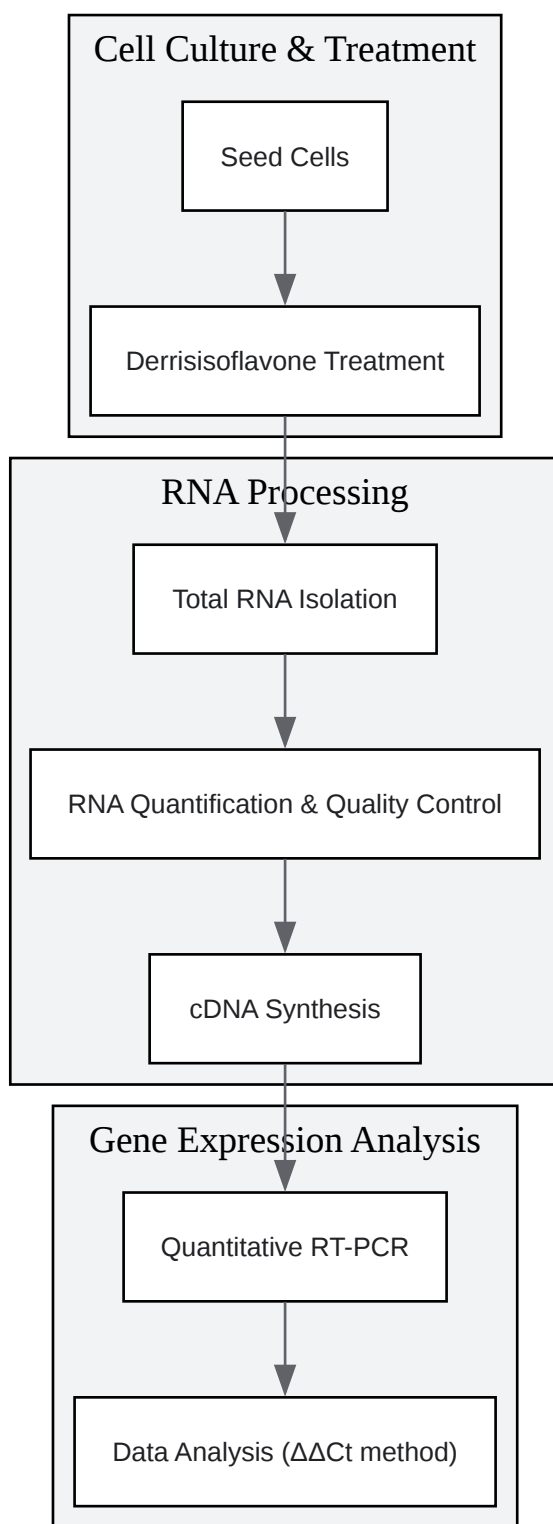 Cell Culture & Treatment
Seed Cells
Derrisisoflavone Treatment
RNA Processing
Total RNA Isolation
RNA Quantification & Quality Control
cDNA Synthesis
Gene Expression Analysis
Quantitative RT-PCR
Data Analysis (ΔΔCt method)